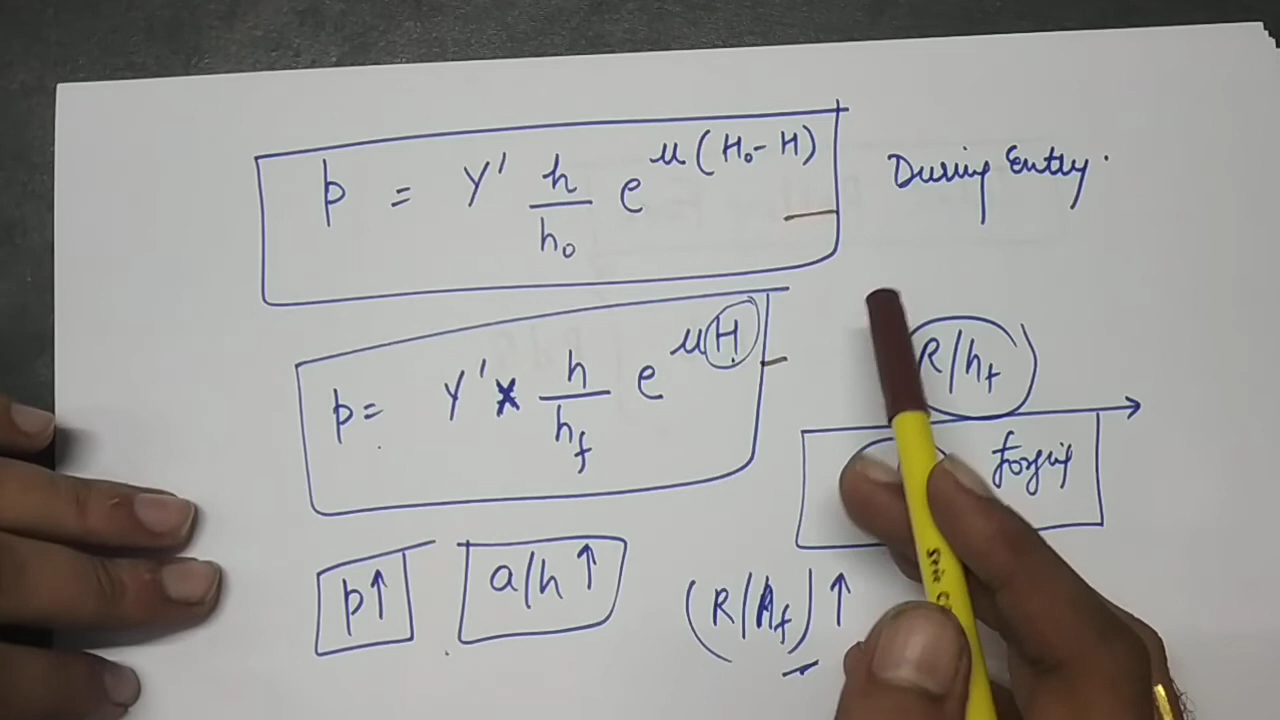 p = Y' h/h₀ e^μ(H₀-H) During Entry.
p = Y' × h/h_f e^μH
R/h_f
forging
p↑ a/h ↑ (R/h_f) ↑